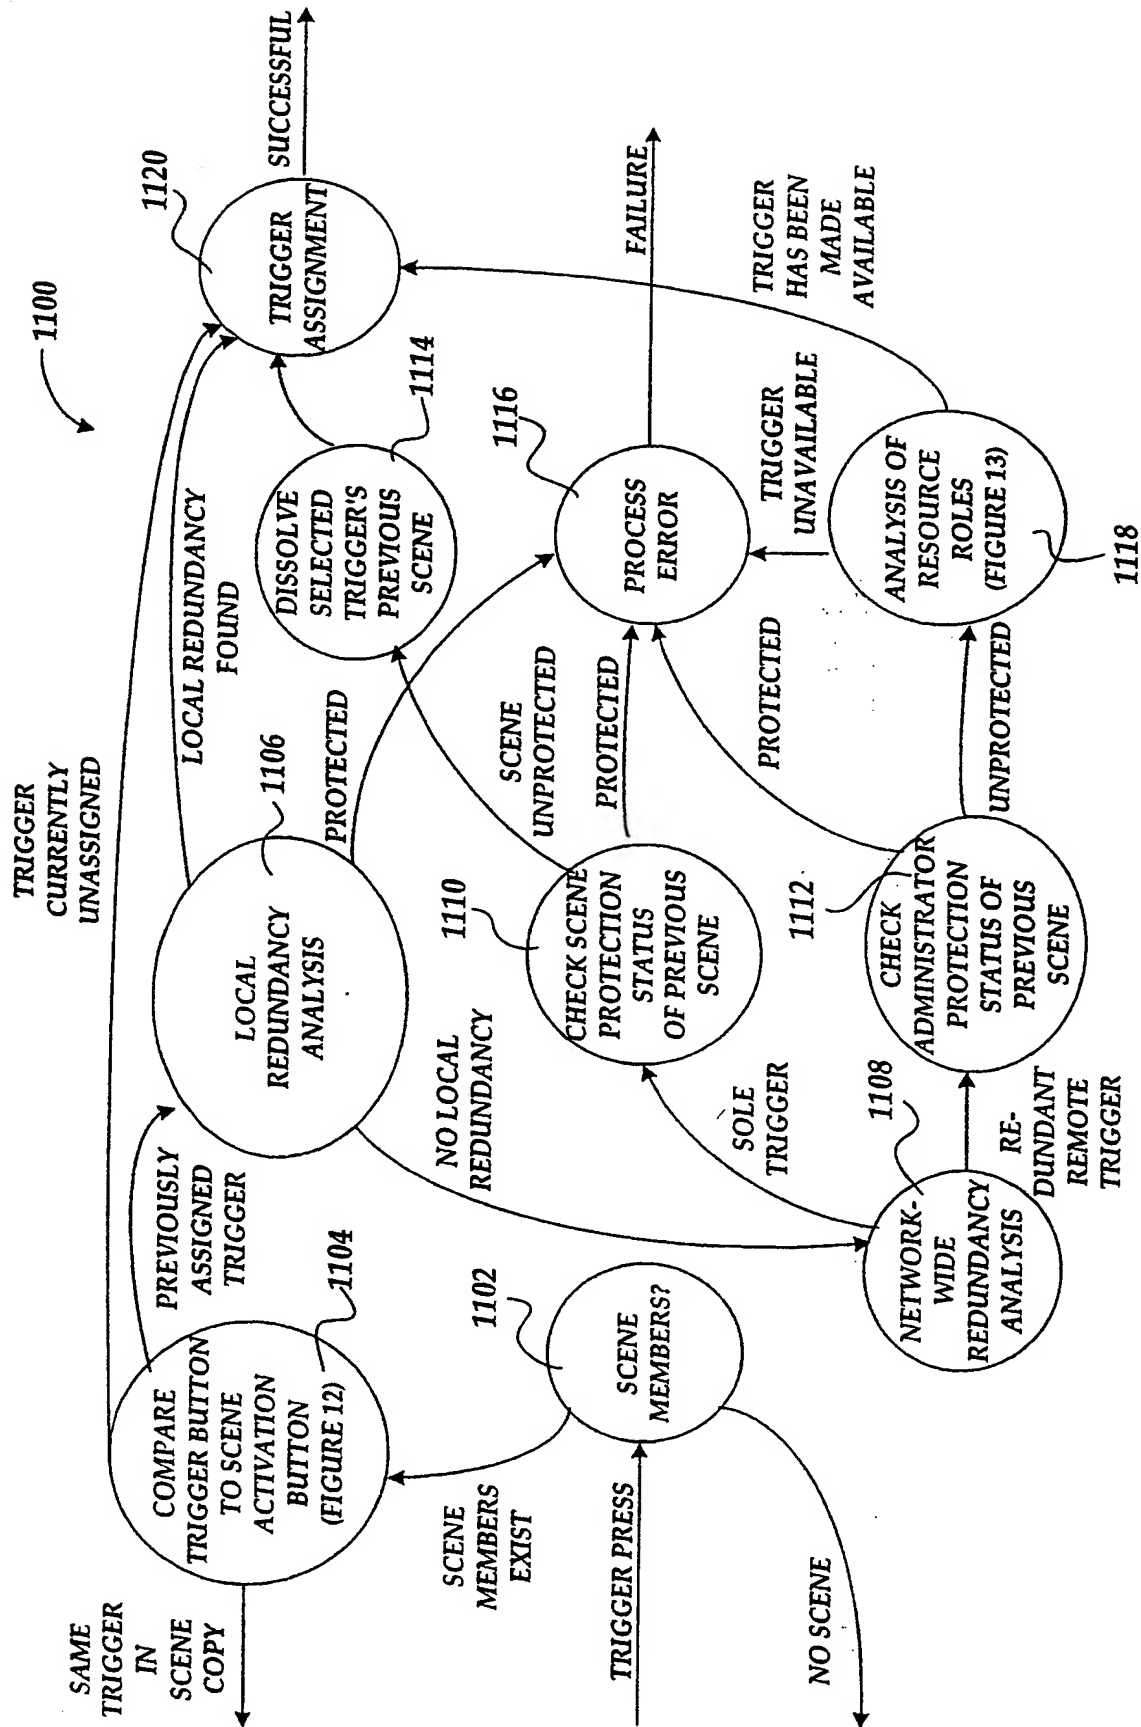 1100
SAME
TRIGGER
IN
SCENE
COPY
COMPARE
TRIGGER BUTTON
TO SCENE
ACTIVATION
BUTTON
(FIGURE 12)
1104
TRIGGER
CURRENTLY
UNASSIGNED
PREVIOUSLY
ASSIGNED
TRIGGER
LOCAL
REDUNDANCY
ANALYSIS
1106
LOCAL REDUNDANCY
FOUND
PROTECTED
NO LOCAL
REDUNDANCY
DISSOLVE
SELECTED
TRIGGER'S
PREVIOUS
SCENE
1114
TRIGGER
ASSIGNMENT
1120
SUCCESSFUL
SCENE
MEMBERS
EXIST
TRIGGER PRESS
SCENE
MEMBERS?
1102
NO SCENE
SOLE
TRIGGER
CHECK SCENE
PROTECTION
STATUS
OF PREVIOUS
SCENE
1110
SCENE
UNPROTECTED
PROTECTED
PROCESS
ERROR
1116
FAILURE
NETWORK-
WIDE
REDUNDANCY
ANALYSIS
1108
RE-
DUNDANT
REMOTE
TRIGGER
CHECK
ADMINISTRATOR
PROTECTION
STATUS OF
PREVIOUS
SCENE
1112
PROTECTED
UNPROTECTED
ANALYSIS OF
RESOURCE
ROLES
(FIGURE 13)
1118
TRIGGER
UNAVAILABLE
TRIGGER
HAS BEEN
MADE
AVAILABLE